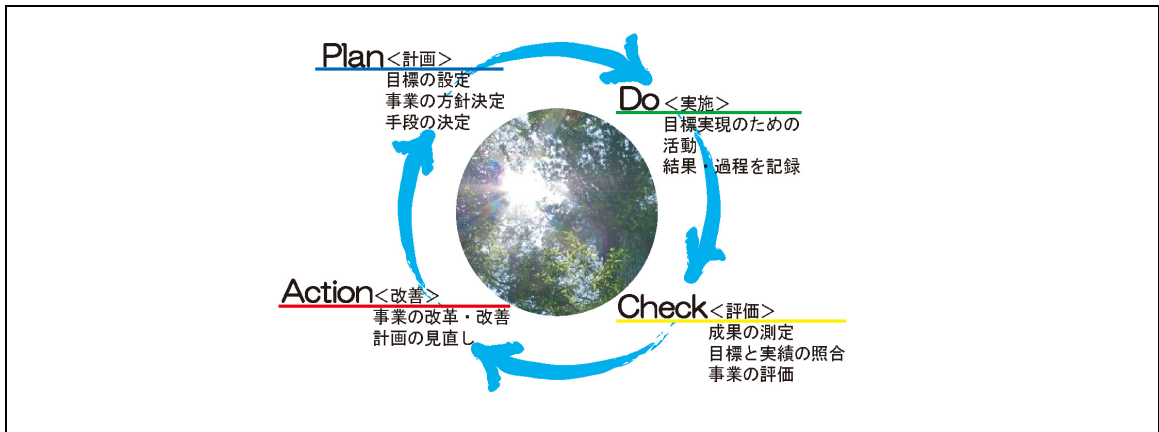 Plan<計画>
目標の設定
事業の方針決定
手段の決定
Do<実施>
目標実現のための
活動
結果・過程を記録
Check<評価>
成果の測定
目標と実績の照合
事業の評価
Action<改善>
事業の改革・改善
計画の見直し